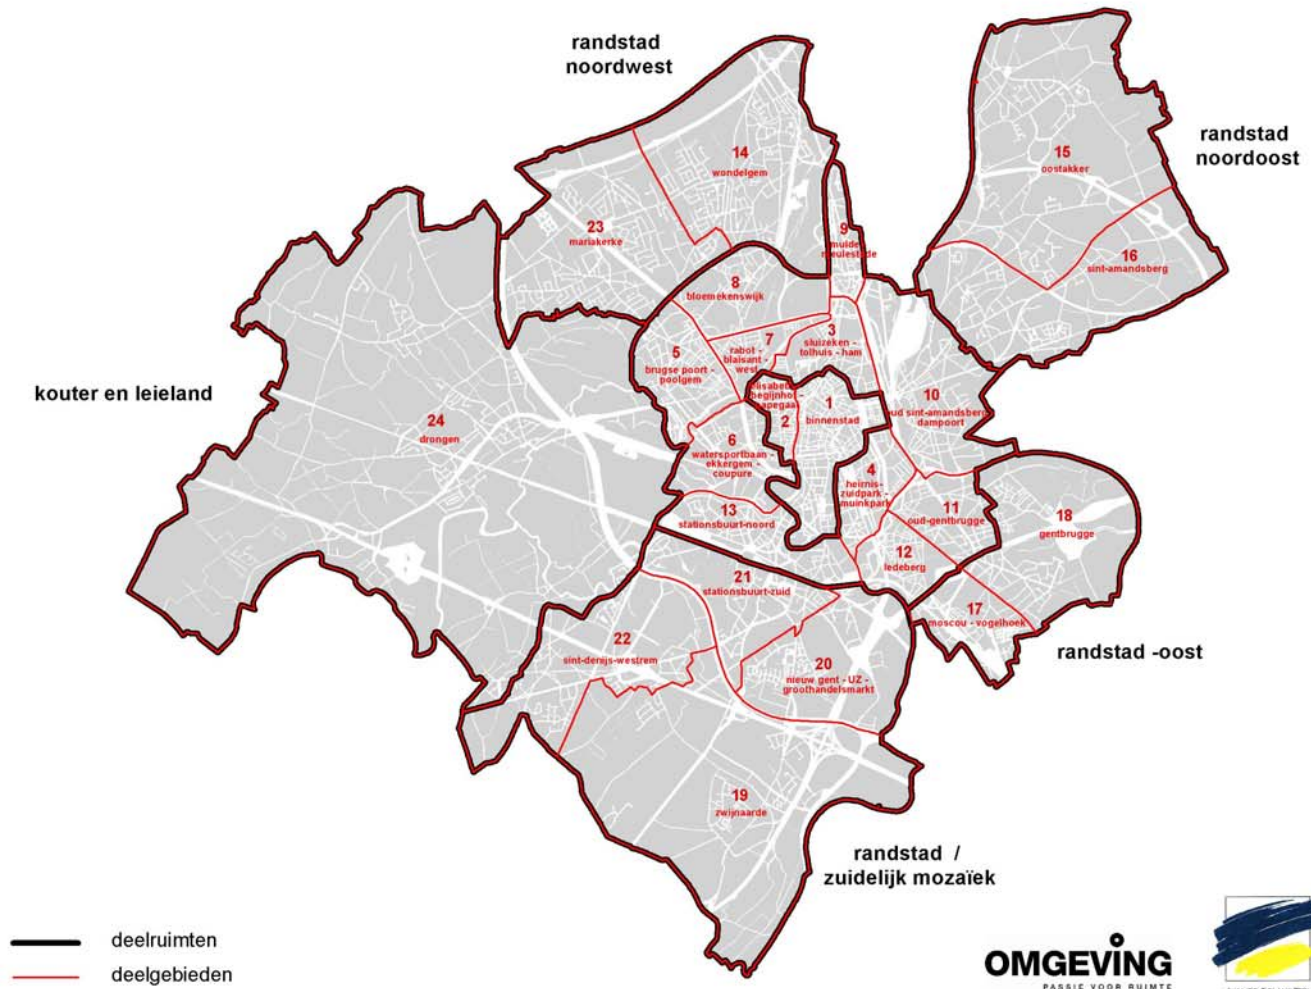 randstad
noordwest
randstad
noordoost
14
wondelgem
15
oostakker
16
sint-amandsberg
23
mariakerke
9
8
bloemekenswijk
3
sluizeken -
tolhuis - ham
7
rabot -
blaisant -
west
5
brugse poort -
poolgem
kouter en leieland
24
drongen
begijnhof -
2
1
binnenstad
10
oud sint-amandsberg
dampoort
6
watersportbaan -
ekkergem -
coupure
4
heirnis-
zuidpark -
muinkpark
13
stationsbuurt-noord
11
oud-gentbrugge
18
gentbrugge
12
ledeberg
21
stationsbuurt-zuid
17
moscou - vogelhoek
22
sint-denijs-westrem
20
nieuw gent - UZ -
groothandelsmarkt
randstad -oost
19
zwijnaarde
randstad /
zuidelijk mozaïek
deelruimten
deelgebieden
OMGEVING
PASSIE VOOR RUIMTE